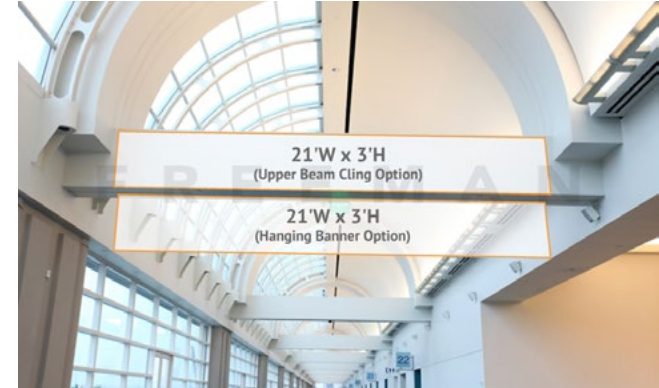 21'W x 3'H
(Upper Beam Cling Option)
FREEMAN
21'W x 3'H
(Hanging Banner Option)
22